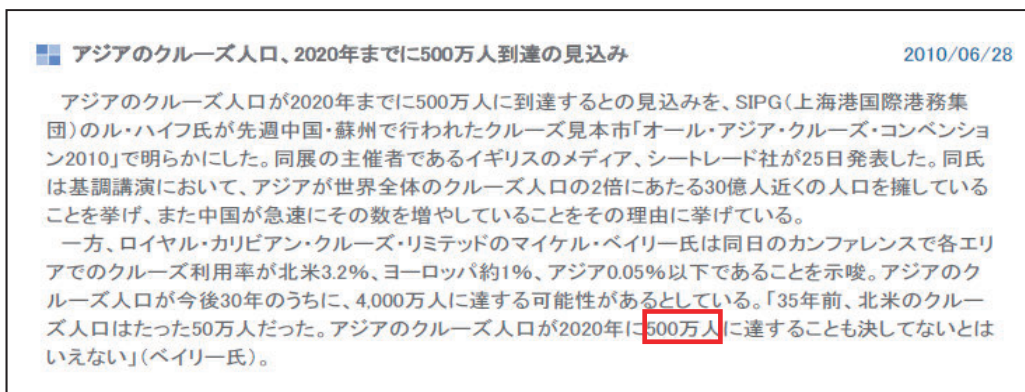 アジアのクルーズ人口、2020年までに500万人到達の見込み 2010/06/28
アジアのクルーズ人口が2020年までに500万人に到達するとの見込みを、SIPG(上海港国際港務集
団)のル・ハイフ氏が先週中国・蘇州で行われたクルーズ見本市「オール・アジア・クルーズ・コンベンショ
ン2010」で明らかにした。同展の主催者であるイギリスのメディア、シートレード社が25日発表した。同氏
は基調講演において、アジアが世界全体のクルーズ人口の2倍にあたる30億人近くの人口を擁している
ことを挙げ、また中国が急速にその数を増やしていることをその理由に挙げている。
一方、ロイヤル・カリビアン・クルーズ・リミテッドのマイケル・ベイリー氏は同日のカンファレンスで各エリ
アでのクルーズ利用率が北米3.2%、ヨーロッパ約1%、アジア0.05%以下であることを示唆。アジアのク
ルーズ人口が今後30年のうちに、4,000万人に達する可能性があるとしている。「35年前、北米のクルー
ズ人口はたった50万人だった。アジアのクルーズ人口が2020年に500万人に達することも決してないとは
いえない」(ベイリー氏)。